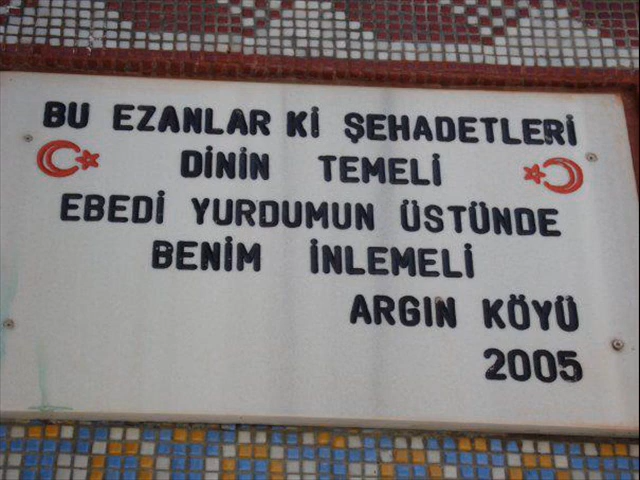 BU EZANLAR Kİ ŞEHADETLERİ
DİNİN TEMELİ
EBEDİ YURDUMUN ÜSTÜNDE
BENİM İNLEMELİ
ARGIN KÖYÜ
2005